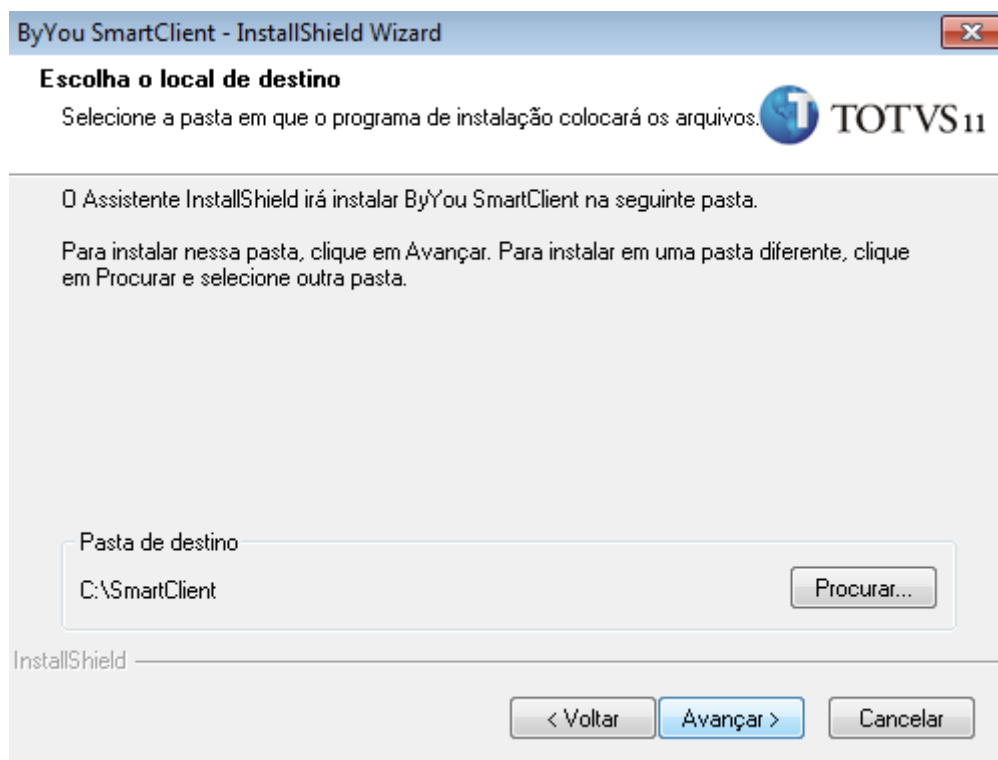 ByYou SmartClient - InstallShield Wizard
Escolha o local de destino
Selecione a pasta em que o programa de instalação colocará os arquivos.
TOTVS 11
O Assistente InstallShield irá instalar ByYou SmartClient na seguinte pasta.
Para instalar nessa pasta, clique em Avançar. Para instalar em uma pasta diferente, clique
em Procurar e selecione outra pasta.
Pasta de destino
C:\SmartClient
Procurar...
InstallShield
< Voltar
Avançar >
Cancelar